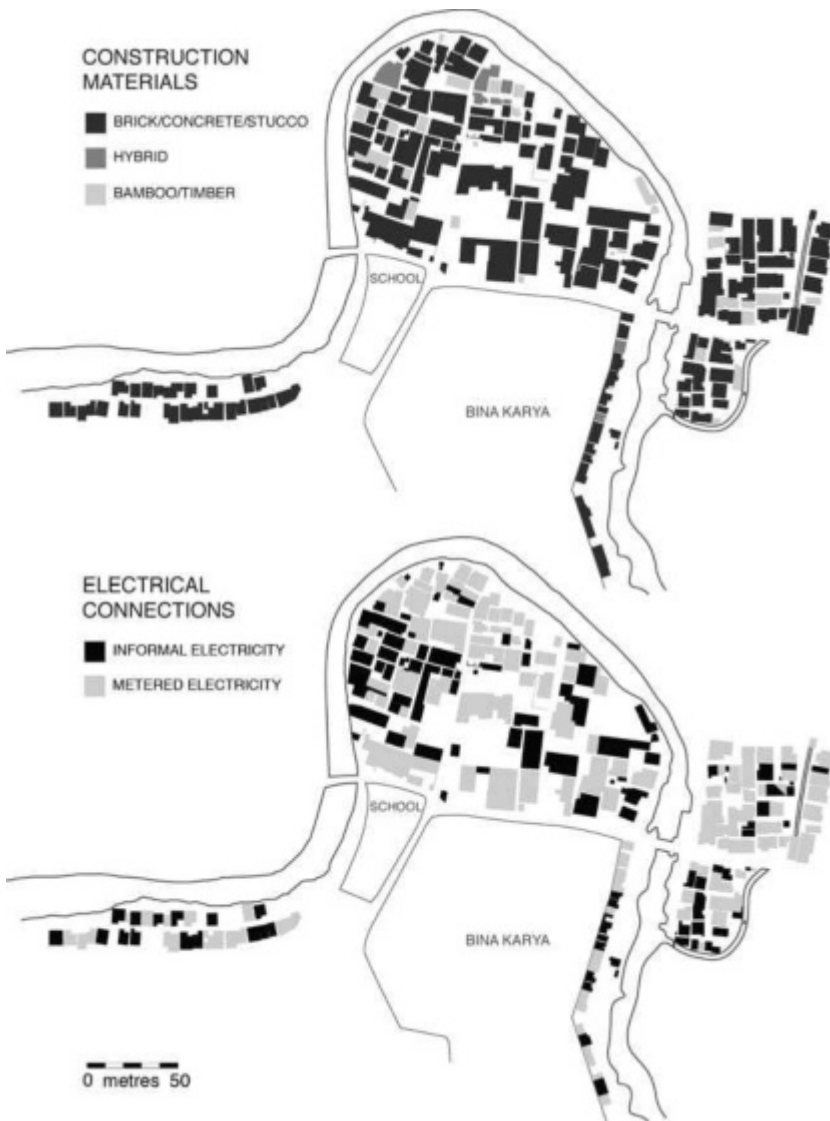 CONSTRUCTION
MATERIALS
BRICK/CONCRETE/STUCCO
HYBRID
BAMBOO/TIMBER
SCHOOL
BINA KARYA
ELECTRICAL
CONNECTIONS
INFORMAL ELECTRICITY
METERED ELECTRICITY
SCHOOL
BINA KARYA
0 metres 50